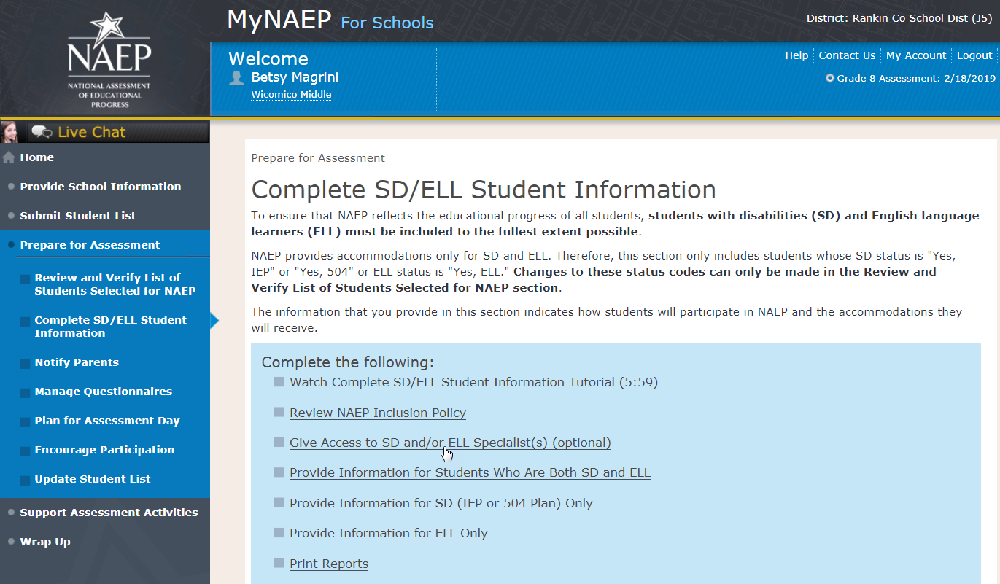 MyNAEP For Schools
District: Rankin Co School Dist (J5)
NAEP
NATIONAL ASSESSMENT
OF EDUCATIONAL
PROGRESS
Welcome
Betsy Magrini
Wicomico Middle
Help
Contact Us
My Account
Logout
Grade 8 Assessment: 2/18/2019
Live Chat
Home
Provide School Information
Submit Student List
Prepare for Assessment
Review and Verify List of
Students Selected for NAEP
Complete SD/ELL Student
Information
Notify Parents
Manage Questionnaires
Plan for Assessment Day
Encourage Participation
Update Student List
Support Assessment Activities
Wrap Up
Prepare for Assessment
Complete SD/ELL Student Information
To ensure that NAEP reflects the educational progress of all students, students with disabilities (SD) and English language
learners (ELL) must be included to the fullest extent possible.
NAEP provides accommodations only for SD and ELL. Therefore, this section only includes students whose SD status is "Yes,
IEP" or "Yes, 504" or ELL status is "Yes, ELL." Changes to these status codes can only be made in the Review and
Verify List of Students Selected for NAEP section.
The information that you provide in this section indicates how students will participate in NAEP and the accommodations they
will receive.
Complete the following:
Watch Complete SD/ELL Student Information Tutorial (5:59)
Review NAEP Inclusion Policy
Give Access to SD and/or ELL Specialist(s) (optional)
Provide Information for Students Who Are Both SD and ELL
Provide Information for SD (IEP or 504 Plan) Only
Provide Information for ELL Only
Print Reports